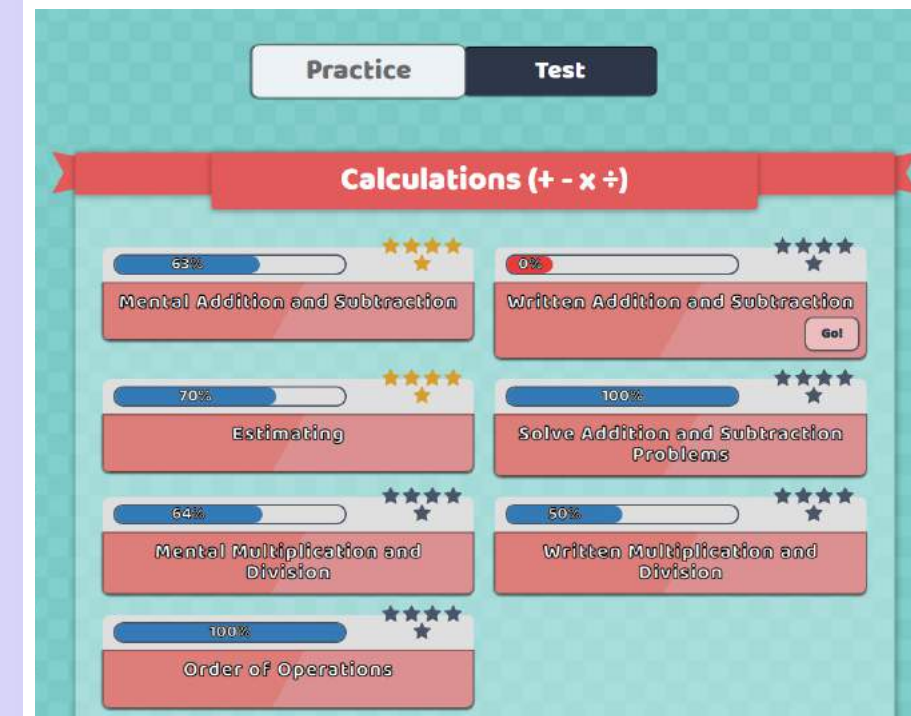 Practice
Test
Calculations (+ - x ÷)
63%
Mental Addition and Subtraction
0%
Written Addition and Subtraction
Go!
70%
Estimating
100%
Solve Addition and Subtraction
Problems
64%
Mental Multiplication and
Division
50%
Written Multiplication and
Division
100%
Order of Operations